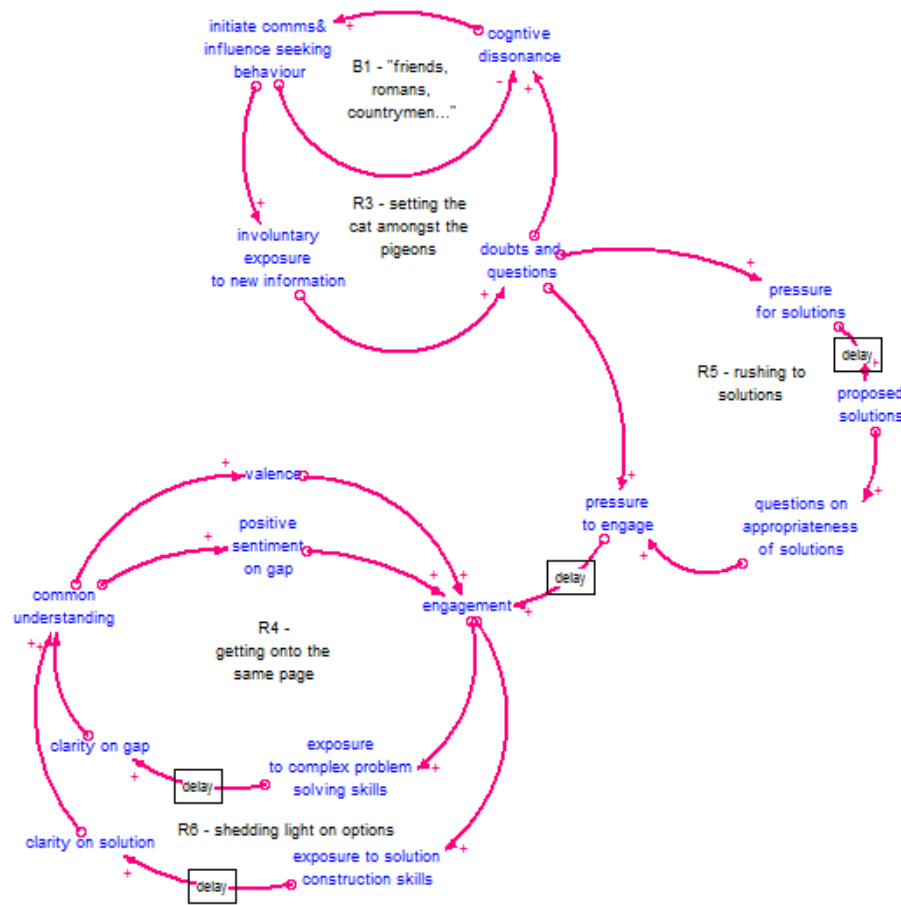 initiate comms&
influence seeking
behaviour
+
cogntive
dissonance
B1 - "friends,
romans,
countrymen..."
-
+
+
R3 - setting the
cat amongst the
pigeons
involuntary
exposure
to new information
+
doubts and
questions
+
pressure
for solutions
delay
+
R5 - rushing to
solutions
proposed
solutions
+
questions on
appropriateness
of solutions
+
pressure
to engage
+
delay
+
valence
+
positive
sentiment
on gap
+
+
+
common
understanding
++
engagement
+
R4 -
getting onto the
same page
clarity on gap
+
delay
exposure
to complex problem
solving skills
+
R6 - shedding light on options
clarity on solution
+
delay
exposure to solution
construction skills
+